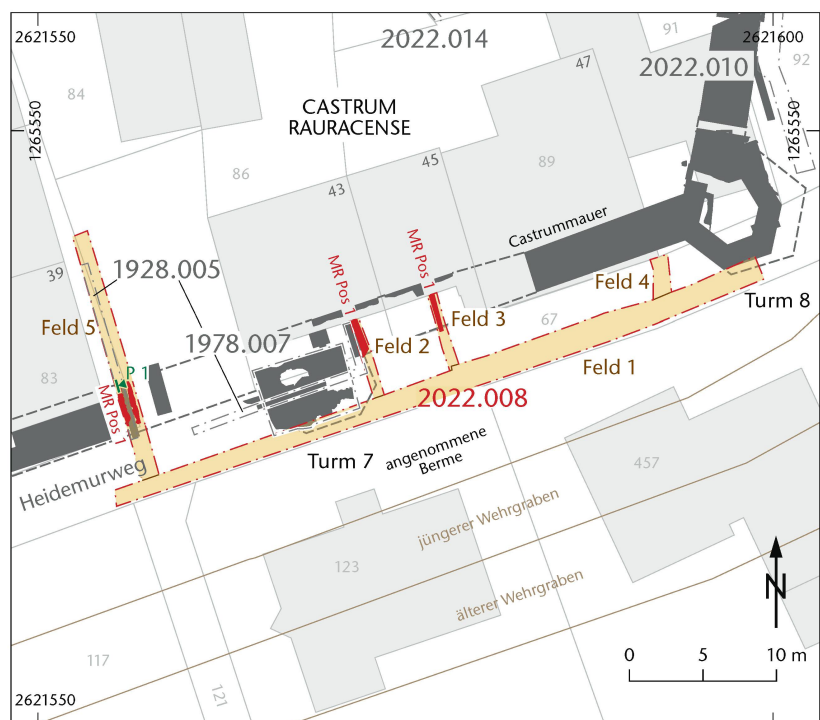 2621550
2022.014
91
2621600
92
47
2022.010
84
1265550
CASTRUM
RAURACENSE
1265550
86
45
89
43
Castrummauer
MR Pos 1
MR Pos 1
39
1928.005
Feld 4
Feld 5
Turm 8
Feld 3
67
1978.007
Feld 2
Feld 1
83
P 1
2022.008
MR Pos 1
angenommene
Berme
Turm 7
457
Heidemurweg
jüngerer Wehrgraben
123
älterer Wehrgraben
N
117
0 5 10 m
121
2621550